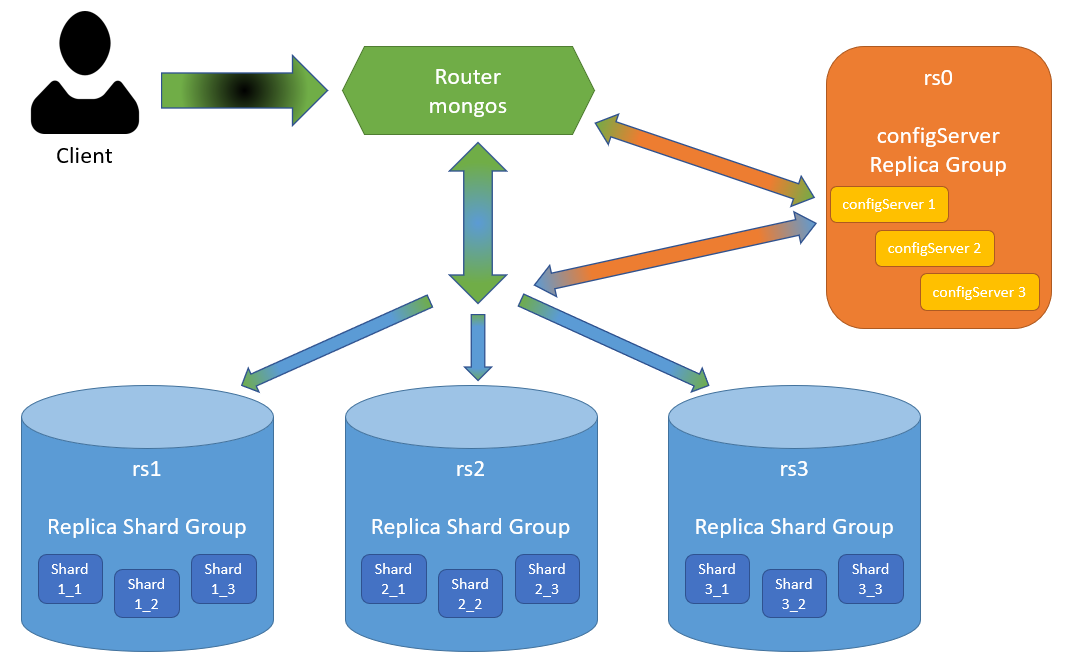 Router
mongos
Client
rs0
configServer
Replica Group
configServer 1
configServer 2
configServer 3
rs1
Replica Shard Group
Shard
1_1
Shard
1_2
Shard
1_3
rs2
Replica Shard Group
Shard
2_1
Shard
2_2
Shard
2_3
rs3
Replica Shard Group
Shard
3_1
Shard
3_2
Shard
3_3